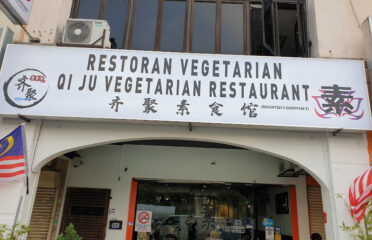 RESTORAN VEGETARIAN
QI JU VEGETARIAN RESTAURANT
齐聚素食馆
齐聚
素